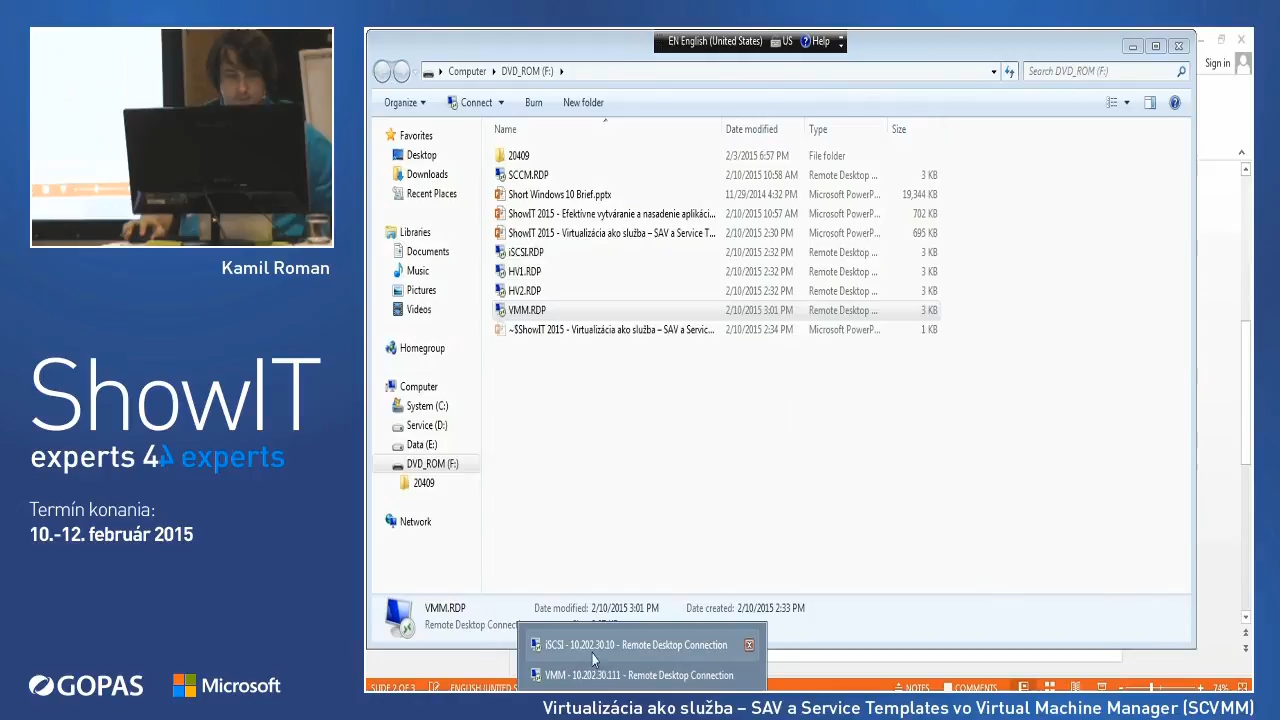 Kamil Roman
ShowIT
experts 4 experts
Termín konania:
10.-12. február 2015
GOPAS
Microsoft
EN English (United States) US Help
Computer DVD_ROM (F:)
Search DVD_ROM (F:)
Sign in
Organize Connect Burn New folder
Favorites
Desktop
Downloads
Recent Places
Libraries
Documents
Music
Pictures
Videos
Homegroup
Computer
System (C:)
Service (D:)
Data (E:)
DVD_ROM (F:)
20409
Network
Name Date modified Type Size
20409 2/3/2015 6:57 PM File folder
SCCM.RDP 2/10/2015 10:58 AM Remote Desktop ... 3 KB
Short Windows 10 Brief.pptx 11/29/2014 4:32 PM Microsoft PowerP... 19,344 KB
ShowIT 2015 - Efektívne vytváranie a nasadenie aplikáci... 2/10/2015 10:57 AM Microsoft PowerP... 702 KB
ShowIT 2015 - Virtualizácia ako služba – SAV a Service T... 2/10/2015 2:30 PM Microsoft PowerP... 695 KB
iSCSI.RDP 2/10/2015 2:32 PM Remote Desktop ... 3 KB
HV1.RDP 2/10/2015 2:32 PM Remote Desktop ... 3 KB
HV2.RDP 2/10/2015 2:32 PM Remote Desktop ... 3 KB
VMM.RDP 2/10/2015 3:01 PM Remote Desktop ... 3 KB
~$ShowIT 2015 - Virtualizácia ako služba – SAV a Servic... 2/10/2015 2:34 PM Microsoft PowerP... 1 KB
VMM.RDP Date modified: 2/10/2015 3:01 PM Date created: 2/10/2015 2:33 PM
Remote Desktop Connect
iSCSI - 10.202.30.10 - Remote Desktop Connection
VMM - 10.202.30.111 - Remote Desktop Connection
SLIDE 2 OF 3 ENGLISH (UNITED S NOTES COMMENTS 74%
Virtualizácia ako služba – SAV a Service Templates vo Virtual Machine Manager (SCVMM)